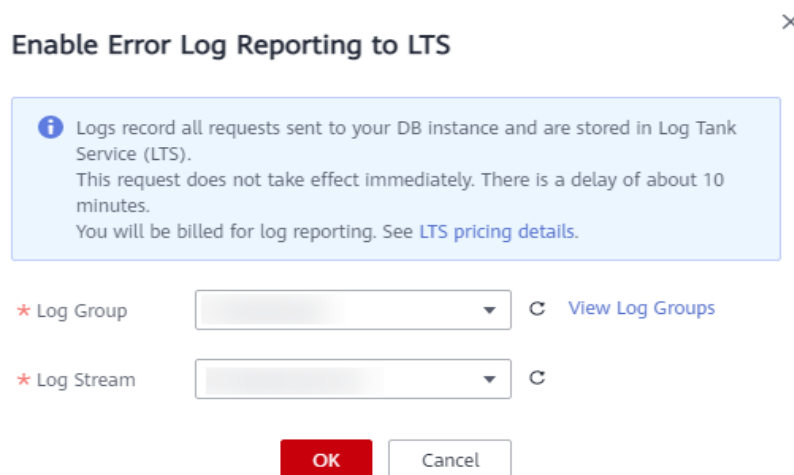 Enable Error Log Reporting to LTS
Logs record all requests sent to your DB instance and are stored in Log Tank
Service (LTS).
This request does not take effect immediately. There is a delay of about 10
minutes.
You will be billed for log reporting. See LTS pricing details.
* Log Group
View Log Groups
* Log Stream
OK
Cancel